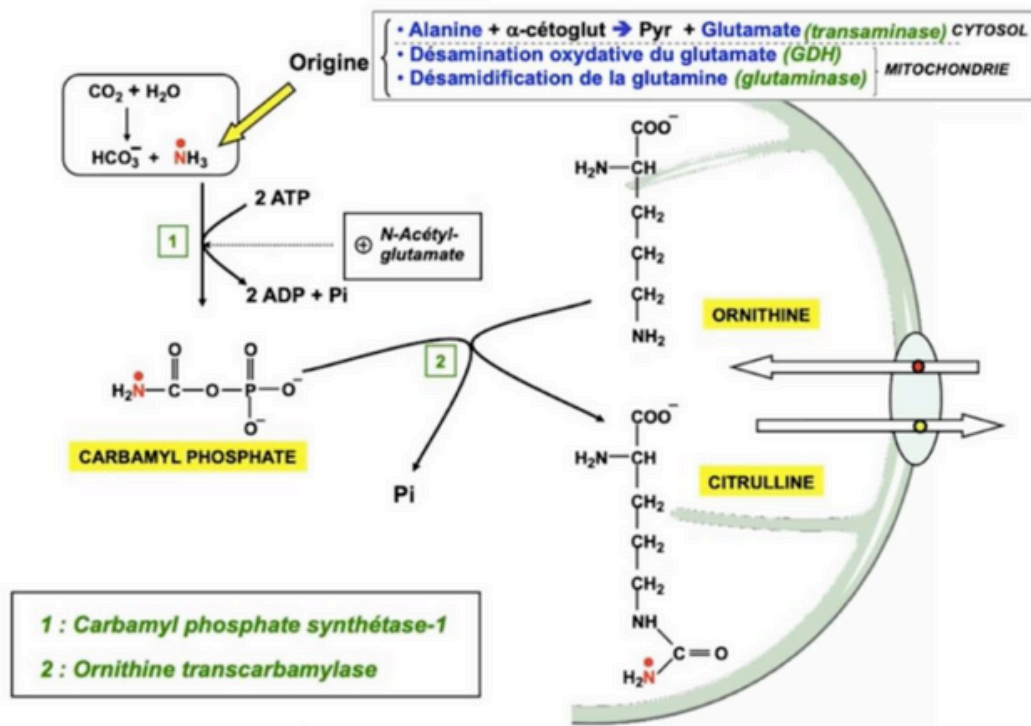 • Alanine + α-cétoglut ➔ Pyr + Glutamate (transaminase) CYTOSOL
• Désamination oxydative du glutamate (GDH)
• Désamidification de la glutamine (glutaminase)
MITOCHONDRIE
Origine
CO₂ + H₂O
HCO₃⁻ + NH₃
2 ATP
1
⊕ N-Acétyl-
glutamate
2 ADP + Pi
COO⁻
H₂N—CH
CH₂
CH₂
CH₂
NH₂
ORNITHINE
2
O O
H₂N—C—O—P—O⁻
O⁻
CARBAMYL PHOSPHATE
Pi
COO⁻
H₂N—CH
CH₂
CH₂
CH₂
NH
C=O
H₂N
CITRULLINE
1 : Carbamyl phosphate synthétase-1
2 : Ornithine transcarbamylase